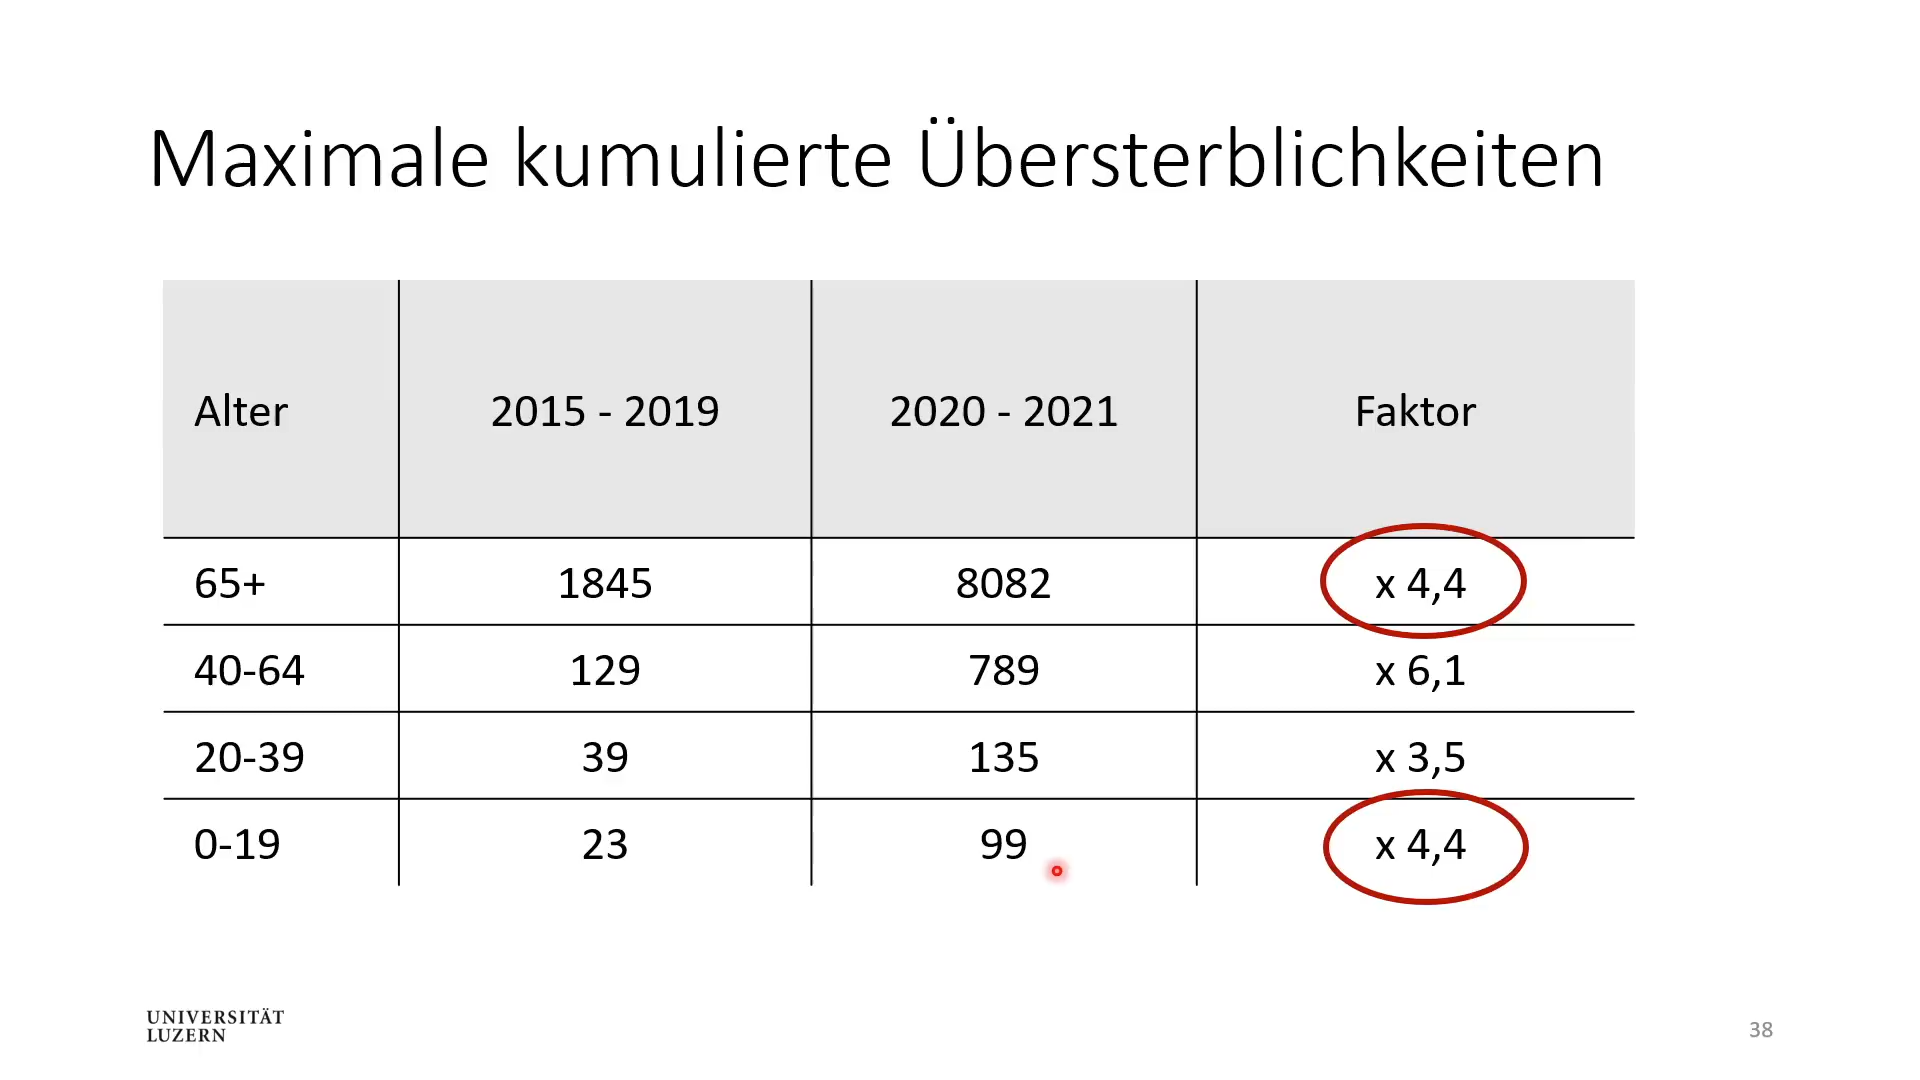 Maximale kumulierte Übersterblichkeiten
Alter 2015 - 2019 2020 - 2021 Faktor
65+ 1845 8082 x 4,4
40-64 129 789 x 6,1
20-39 39 135 x 3,5
0-19 23 99 x 4,4
UNIVERSITÄT
LUZERN
38